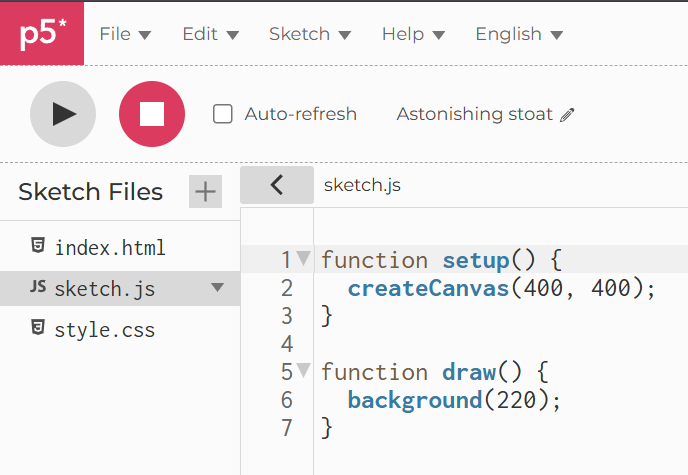 p5* File Edit Sketch Help English
Auto-refresh Astonishing stoat
Sketch Files + sketch.js
index.html
JS sketch.js
style.css
1 function setup() {
2   createCanvas(400, 400);
3 }
4
5 function draw() {
6   background(220);
7 }